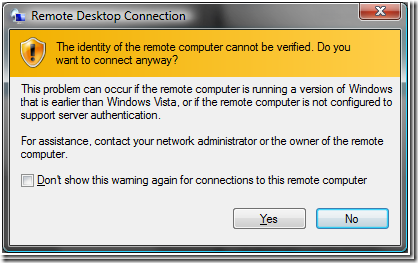 Remote Desktop Connection
The identity of the remote computer cannot be verified. Do you
want to connect anyway?
This problem can occur if the remote computer is running a version of Windows
that is earlier than Windows Vista, or if the remote computer is not configured to
support server authentication.
For assistance, contact your network administrator or the owner of the remote
computer.
Don't show this warning again for connections to this remote computer
Yes
No